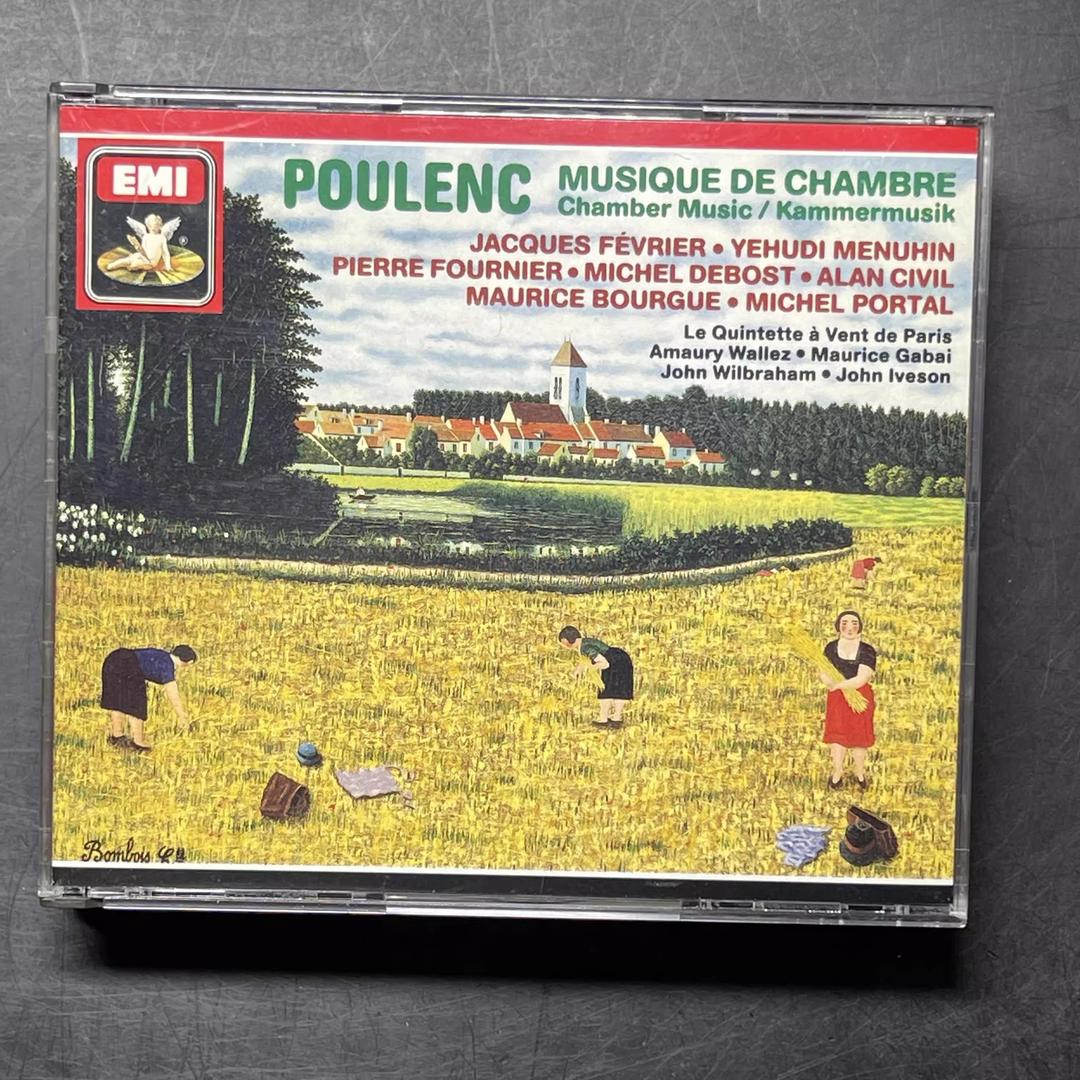 EMI
®
POULENC MUSIQUE DE CHAMBRE
Chamber Music / Kammermusik
JACQUES FÉVRIER • YEHUDI MENUHIN
PIERRE FOURNIER • MICHEL DEBOST • ALAN CIVIL
MAURICE BOURGUE • MICHEL PORTAL
Le Quintette à Vent de Paris
Amaury Wallez • Maurice Gabai
John Wilbraham • John Iveson
Bombois